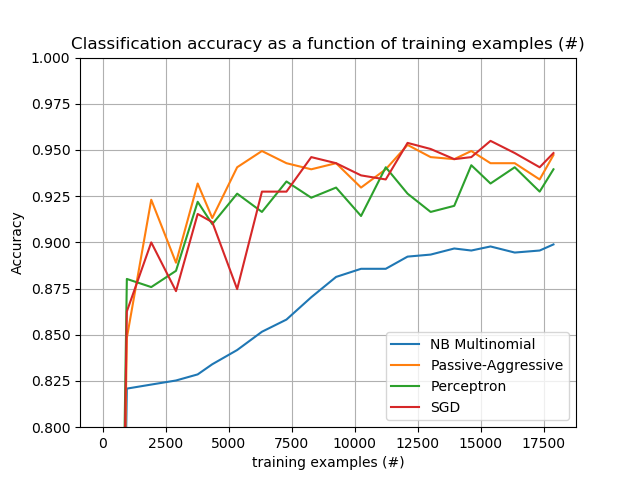 Classification accuracy as a function of training examples (#)
1.000
0.975
0.950
0.925
0.900
0.875
0.850
0.825
0.800
Accuracy
NB Multinomial
Passive-Aggressive
Perceptron
SGD
0 2500 5000 7500 10000 12500 15000 17500
training examples (#)